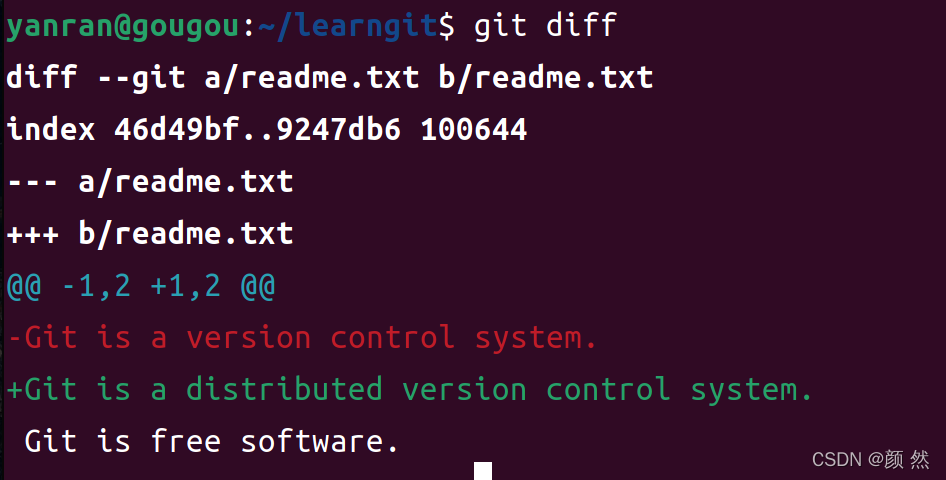 yanran@gougou:~/learngit$ git diff
diff --git a/readme.txt b/readme.txt
index 46d49bf..9247db6 100644
--- a/readme.txt
+++ b/readme.txt
@@ -1,2 +1,2 @@
-Git is a version control system.
+Git is a distributed version control system.
 Git is free software.
CSDN @颜 然